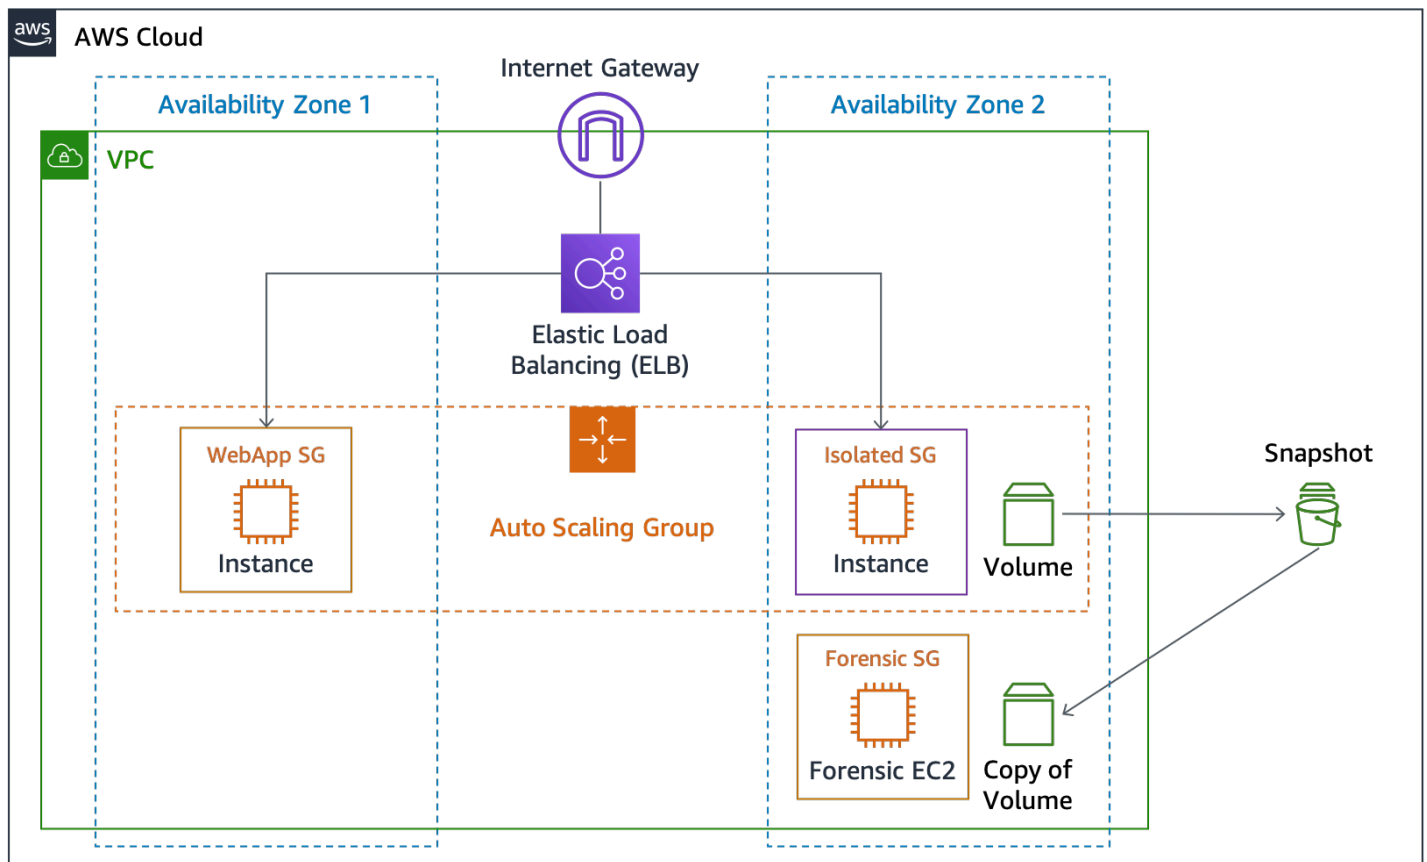 aws
AWS Cloud
Internet Gateway
Availability Zone 1
Availability Zone 2
VPC
Elastic Load
Balancing (ELB)
WebApp SG
Instance
Auto Scaling Group
Isolated SG
Instance
Volume
Snapshot
Forensic SG
Forensic EC2
Copy of
Volume